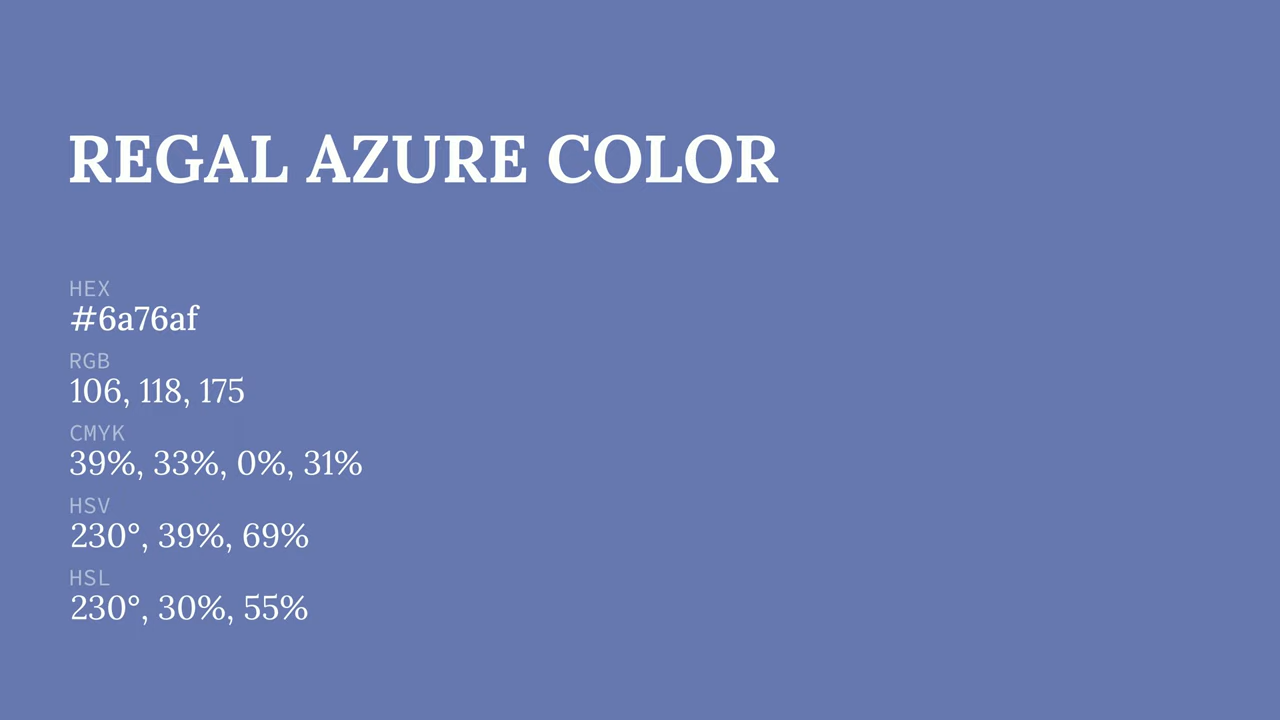 REGAL AZURE COLOR
HEX
#6a76af
RGB
106, 118, 175
CMYK
39%, 33%, 0%, 31%
HSV
230°, 39%, 69%
HSL
230°, 30%, 55%